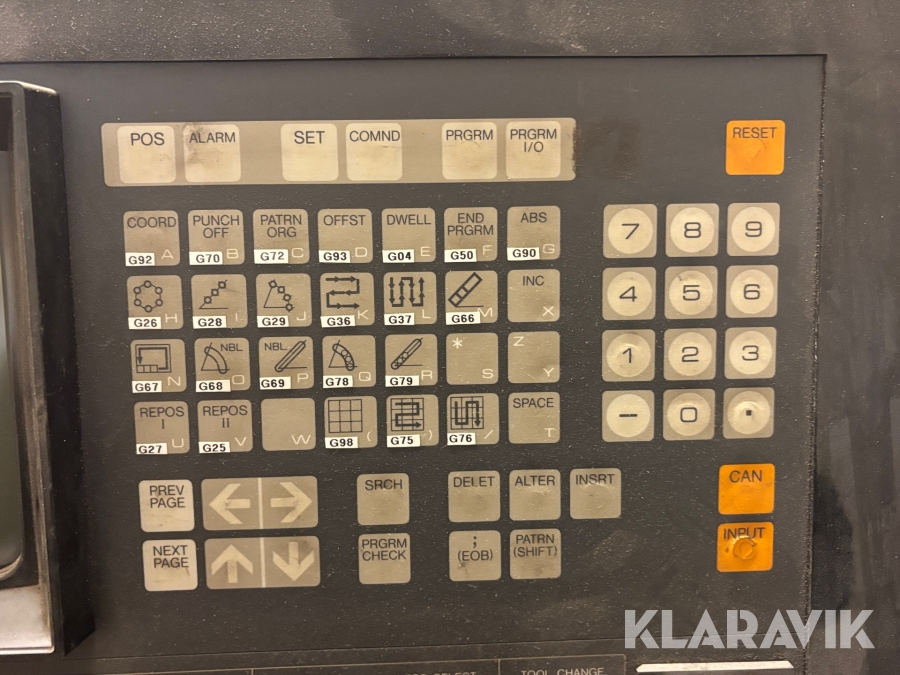 POS ALARM SET COMND PRGRM PRGRM I/O RESET
COORD G92 A PUNCH OFF G70 B PATRN ORG G72 C OFFST G93 D DWELL G04 E END PRGRM G50 F ABS G90 G 7 8 9
G26 H G28 I G29 J G36 K G37 L G66 M INC X 4 5 6
G67 N NBL G68 O NBL G69 P G78 Q G79 R * S Z Y 1 2 3
REPOS I G27 U REPOS II G25 V W G98 ( G75 ) G76 / SPACE T - 0 .
PREV PAGE SRCH DELET ALTER INSRT CAN
NEXT PAGE PRGRM CHECK ; (EOB) PATRN (SHIFT) INPUT
KLARAVIK
SELECT TOOL CHANGE